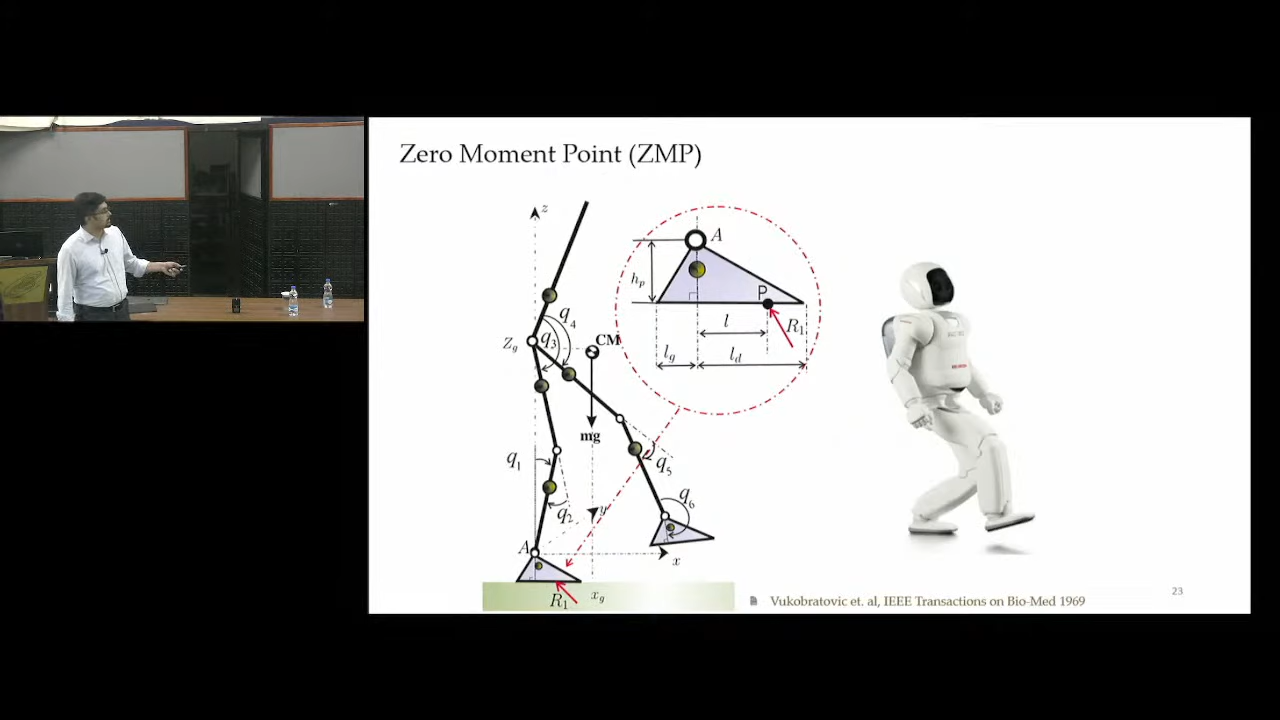 Zero Moment Point (ZMP)
z
A
h_p
P
q_4
l
R_1
Z_g
q_3
CM
l_g
l_d
mg
q_1
q_5
q_6
q_2
y
A
x
R_1
x_g
Vukobratovic et. al, IEEE Transactions on Bio-Med 1969
23